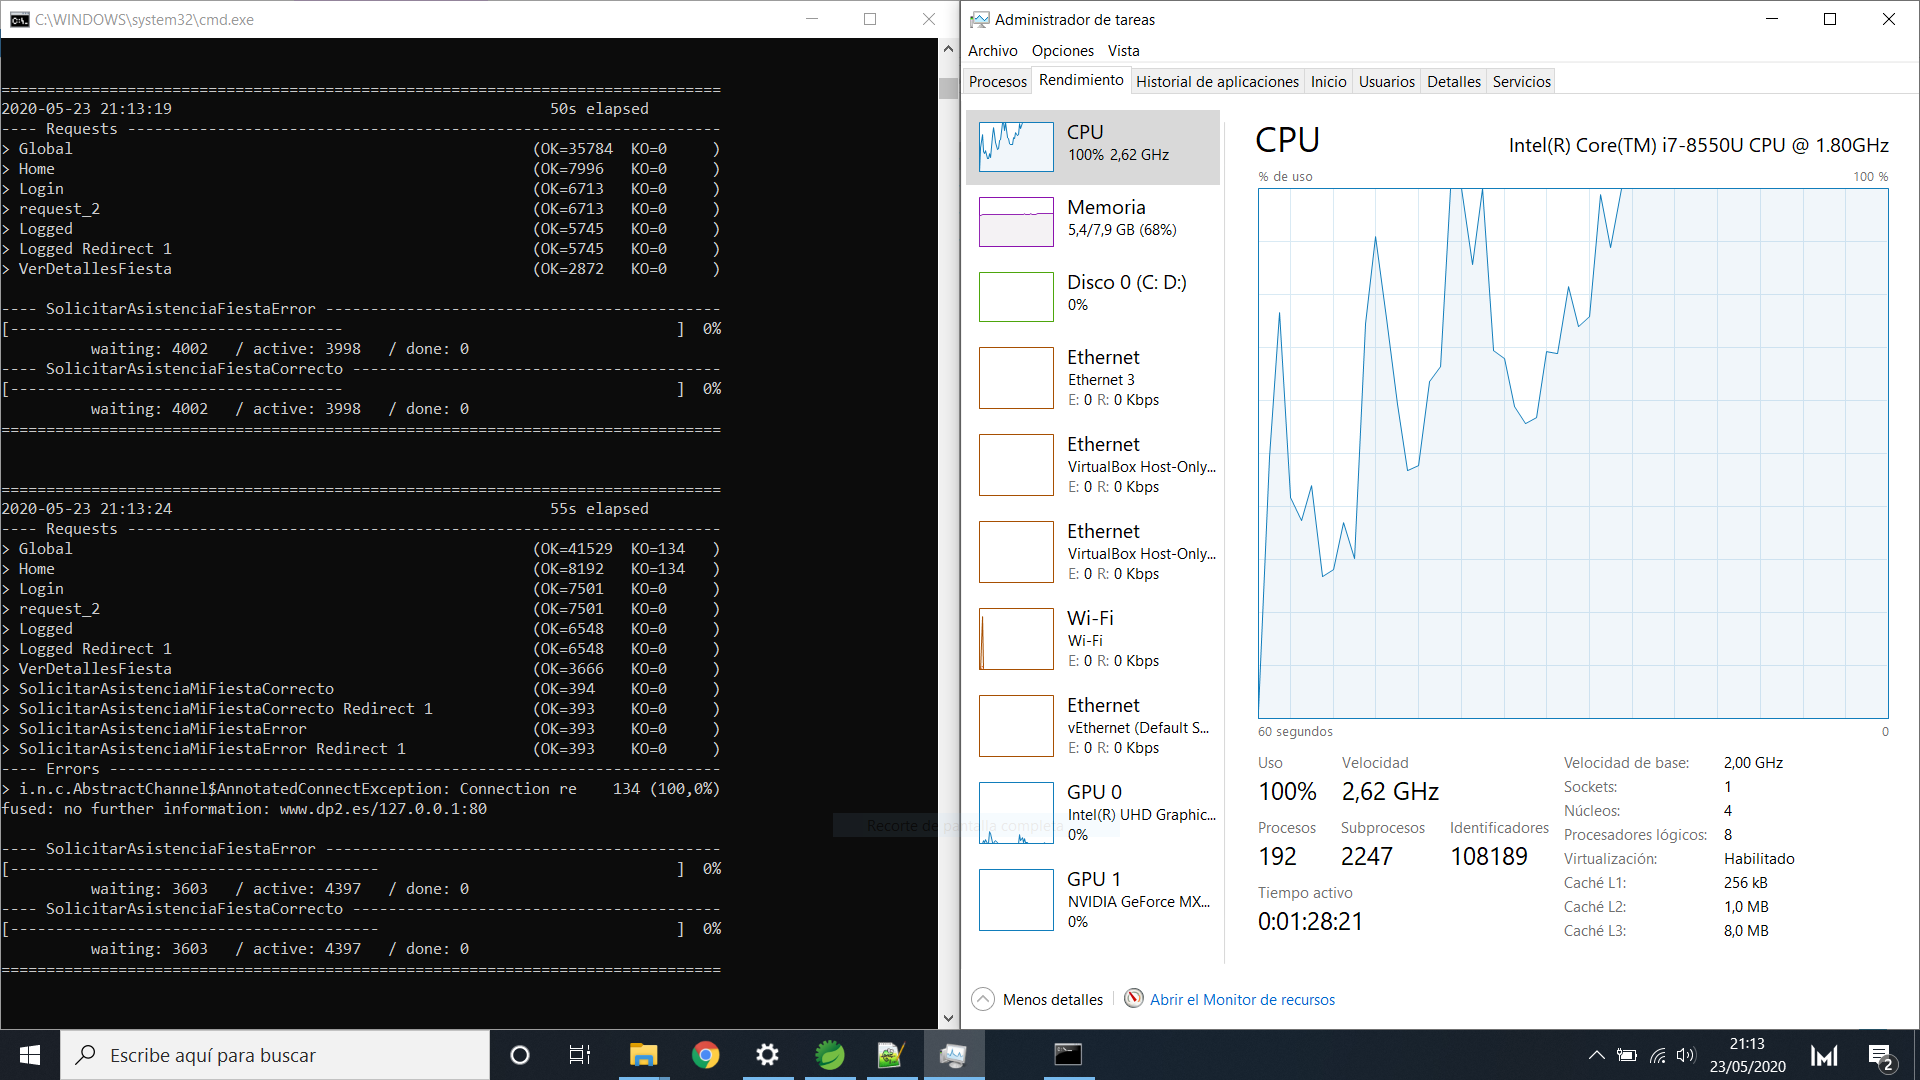 C:\WINDOWS\system32\cmd.exe
================================================================================
2020-05-23 21:13:19                                          50s elapsed
---- Requests ------------------------------------------------------------------
> Global                                                   (OK=35784  KO=0     )
> Home                                                     (OK=7996   KO=0     )
> Login                                                    (OK=6713   KO=0     )
> request_2                                                (OK=6713   KO=0     )
> Logged                                                   (OK=5745   KO=0     )
> Logged Redirect 1                                        (OK=5745   KO=0     )
> VerDetallesFiesta                                        (OK=2872   KO=0     )
---- SolicitarAsistenciaFiestaError --------------------------------------------
[-------------------------------------                                     ]  0%
          waiting: 4002   / active: 3998   / done: 0
---- SolicitarAsistenciaFiestaCorrecto -----------------------------------------
[-------------------------------------                                     ]  0%
          waiting: 4002   / active: 3998   / done: 0
================================================================================
================================================================================
2020-05-23 21:13:24                                          55s elapsed
---- Requests ------------------------------------------------------------------
> Global                                                   (OK=41529  KO=134   )
> Home                                                     (OK=8192   KO=134   )
> Login                                                    (OK=7501   KO=0     )
> request_2                                                (OK=7501   KO=0     )
> Logged                                                   (OK=6548   KO=0     )
> Logged Redirect 1                                        (OK=6548   KO=0     )
> VerDetallesFiesta                                        (OK=3666   KO=0     )
> SolicitarAsistenciaMiFiestaCorrecto                      (OK=394    KO=0     )
> SolicitarAsistenciaMiFiestaCorrecto Redirect 1           (OK=393    KO=0     )
> SolicitarAsistenciaMiFiestaError                         (OK=393    KO=0     )
> SolicitarAsistenciaMiFiestaError Redirect 1              (OK=393    KO=0     )
---- Errors --------------------------------------------------------------------
> i.n.c.AbstractChannel$AnnotatedConnectException: Connection re    134 (100,0%)
fused: no further information: www.dp2.es/127.0.0.1:80
---- SolicitarAsistenciaFiestaError --------------------------------------------
[-----------------------------------------                                 ]  0%
          waiting: 3603   / active: 4397   / done: 0
---- SolicitarAsistenciaFiestaCorrecto -----------------------------------------
[-----------------------------------------                                 ]  0%
          waiting: 3603   / active: 4397   / done: 0
================================================================================
Recorte de pantalla completa
Administrador de tareas
Archivo Opciones Vista
Procesos Rendimiento Historial de aplicaciones Inicio Usuarios Detalles Servicios
CPU
100% 2,62 GHz
Memoria
5,4/7,9 GB (68%)
Disco 0 (C: D:)
0%
Ethernet
Ethernet 3
E: 0 R: 0 Kbps
Ethernet
VirtualBox Host-Only...
E: 0 R: 0 Kbps
Ethernet
VirtualBox Host-Only...
E: 0 R: 0 Kbps
Wi-Fi
Wi-Fi
E: 0 R: 0 Kbps
Ethernet
vEthernet (Default S...
E: 0 R: 0 Kbps
GPU 0
Intel(R) UHD Graphic...
0%
GPU 1
NVIDIA GeForce MX...
0%
CPU
Intel(R) Core(TM) i7-8550U CPU @ 1.80GHz
% de uso 100 %
60 segundos 0
Uso Velocidad
100% 2,62 GHz
Procesos Subprocesos Identificadores
192 2247 108189
Tiempo activo
0:01:28:21
Velocidad de base: 2,00 GHz
Sockets: 1
Núcleos: 4
Procesadores lógicos: 8
Virtualización: Habilitado
Caché L1: 256 kB
Caché L2: 1,0 MB
Caché L3: 8,0 MB
Menos detalles
Abrir el Monitor de recursos
Escribe aquí para buscar
21:13
23/05/2020
2